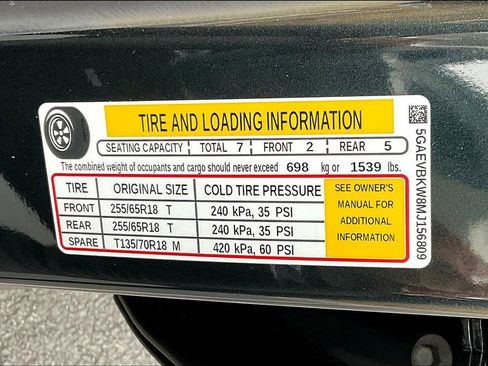 TIRE AND LOADING INFORMATION
SEATING CAPACITY TOTAL 7 FRONT 2 REAR 5
The combined weight of occupants and cargo should never exceed 698 kg or 1539 lbs.
TIRE ORIGINAL SIZE COLD TIRE PRESSURE
FRONT 255/65R18 T 240 kPa, 35 PSI
REAR 255/65R18 T 240 kPa, 35 PSI
SPARE T135/70R18 M 420 kPa, 60 PSI
SEE OWNER'S
MANUAL FOR
ADDITIONAL
INFORMATION
5GAEVBKW8MJ156809